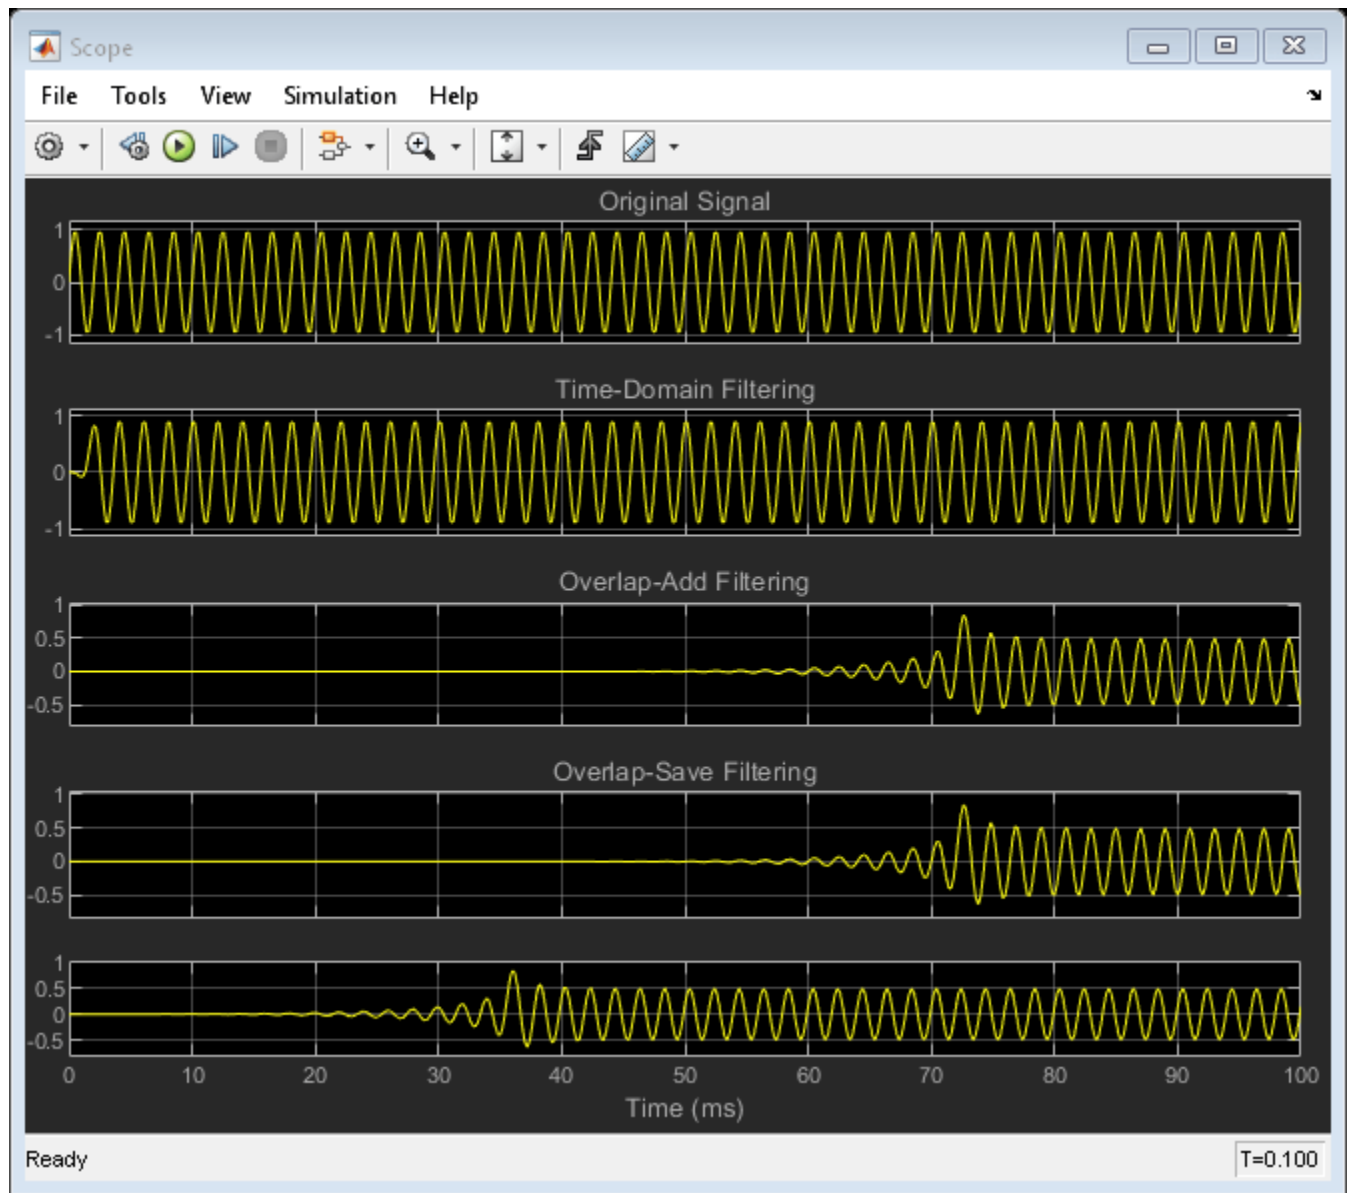 Scope
File Tools View Simulation Help
Original Signal
1
0
-1
Time-Domain Filtering
1
0
-1
Overlap-Add Filtering
1
0.5
0
-0.5
Overlap-Save Filtering
1
0.5
0
-0.5
1
0.5
0
-0.5
0 10 20 30 40 50 60 70 80 90 100
Time (ms)
Ready T=0.100